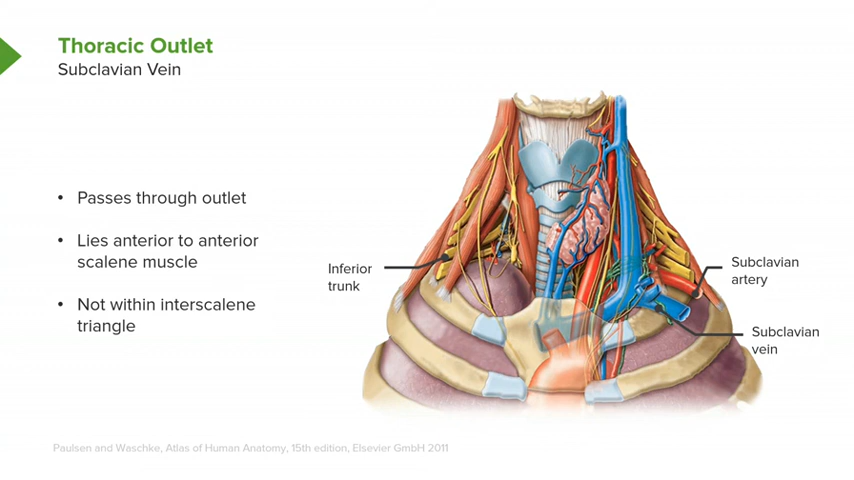 Thoracic Outlet
Subclavian Vein
• Passes through outlet
• Lies anterior to anterior
scalene muscle
• Not within interscalene
triangle
Inferior
trunk
Subclavian
artery
Subclavian
vein
Paulsen and Waschke, Atlas of Human Anatomy, 15th edition, Elsevier GmbH 2011